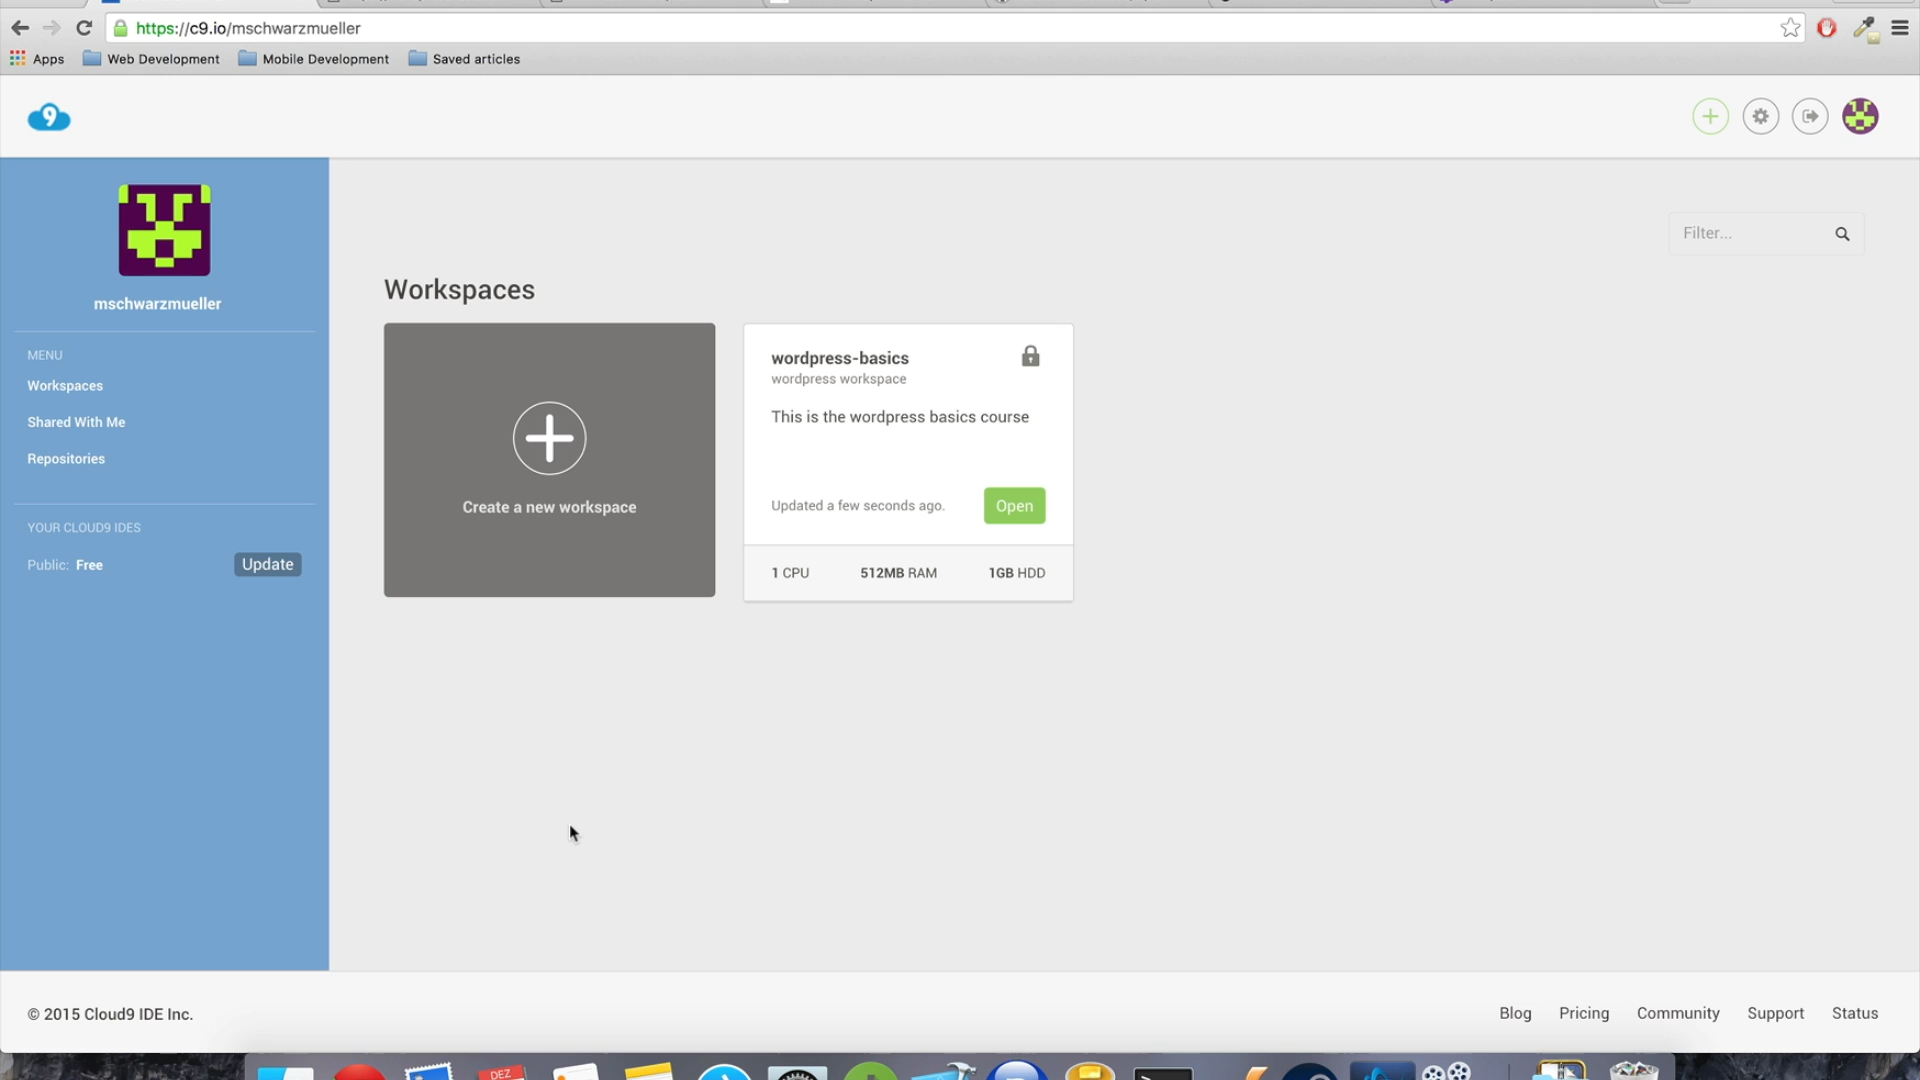 https://c9.io/mschwarzmueller
Apps
Web Development
Mobile Development
Saved articles
9
Filter...
mschwarzmueller
Workspaces
MENU
Workspaces
Shared With Me
Repositories
YOUR CLOUD9 IDES
Public: Free
Update
Create a new workspace
wordpress-basics
wordpress workspace
This is the wordpress basics course
Updated a few seconds ago.
Open
1 CPU
512MB RAM
1GB HDD
© 2015 Cloud9 IDE Inc.
Blog
Pricing
Community
Support
Status
DEZ